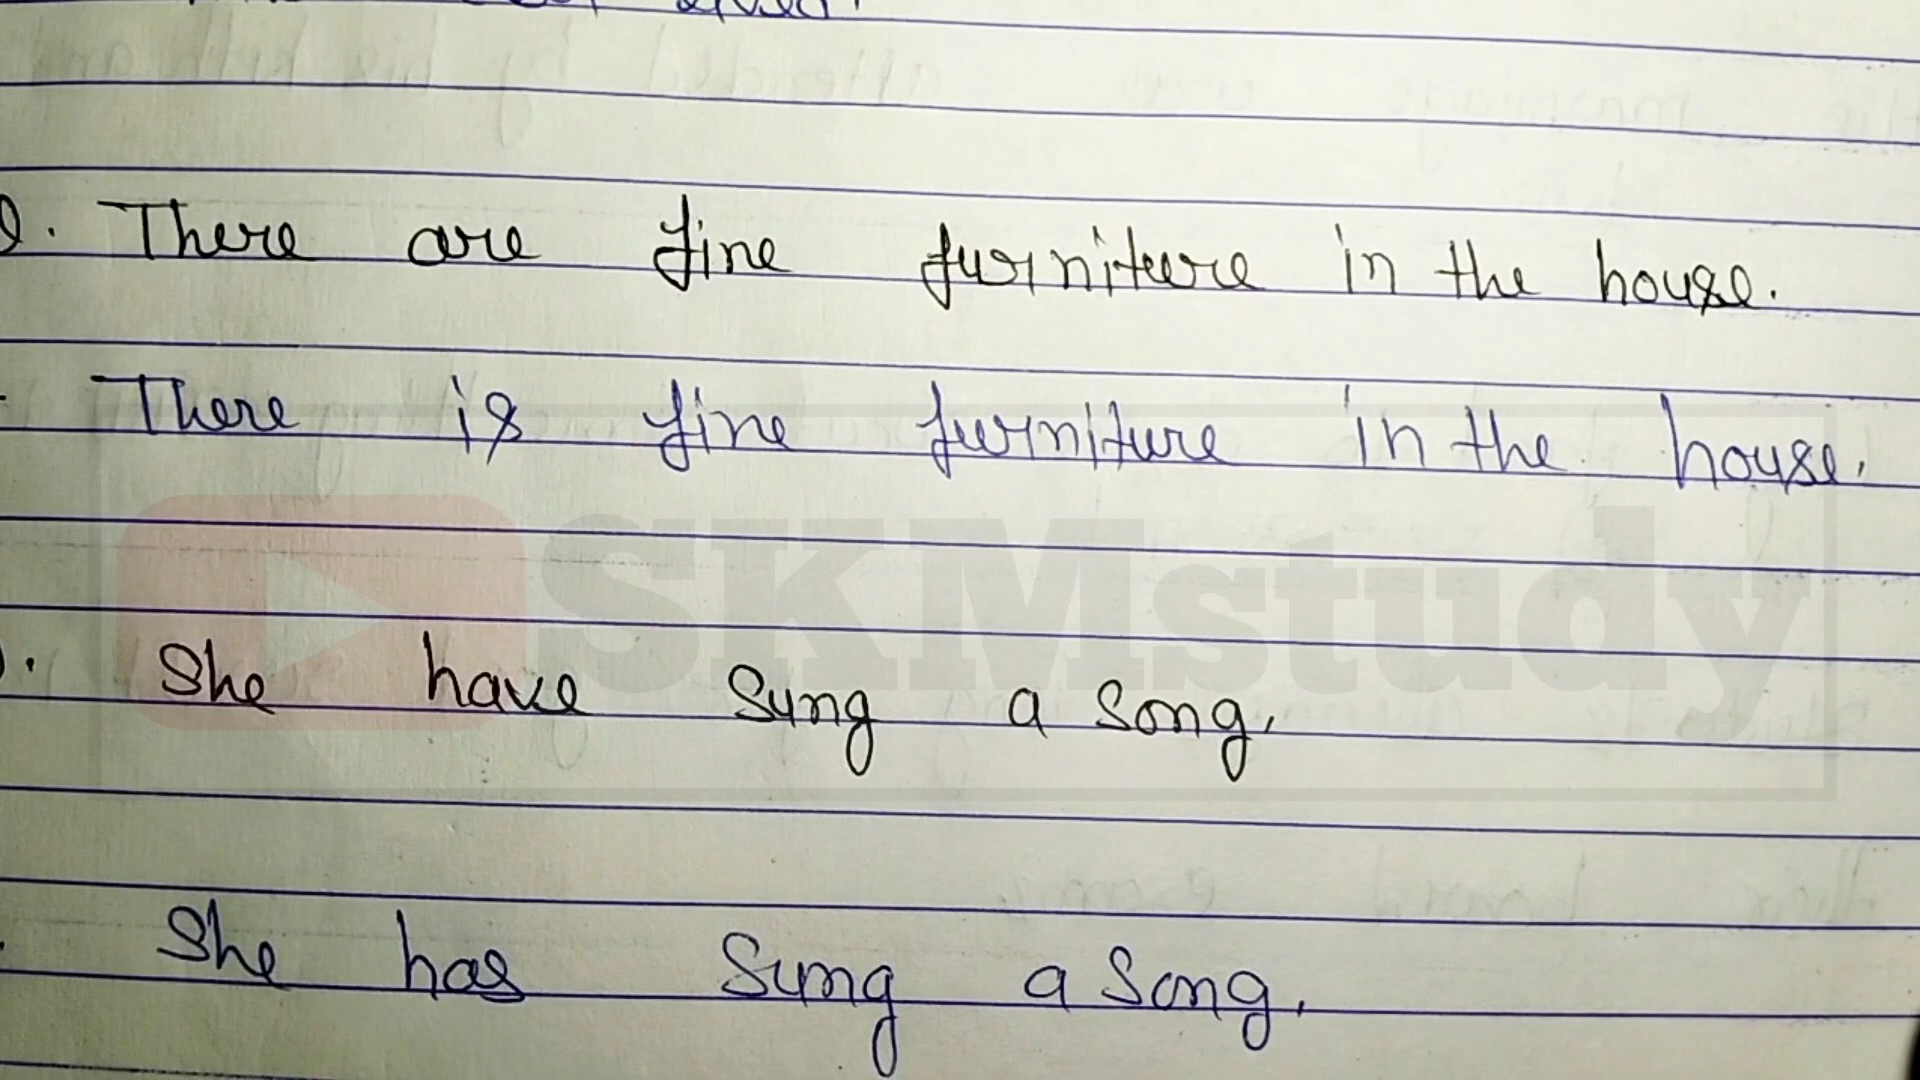 Q. There are fine furniture in the house.
There is fine furniture in the house.
SKMstudy
She have sung a song.
She has sung a song.